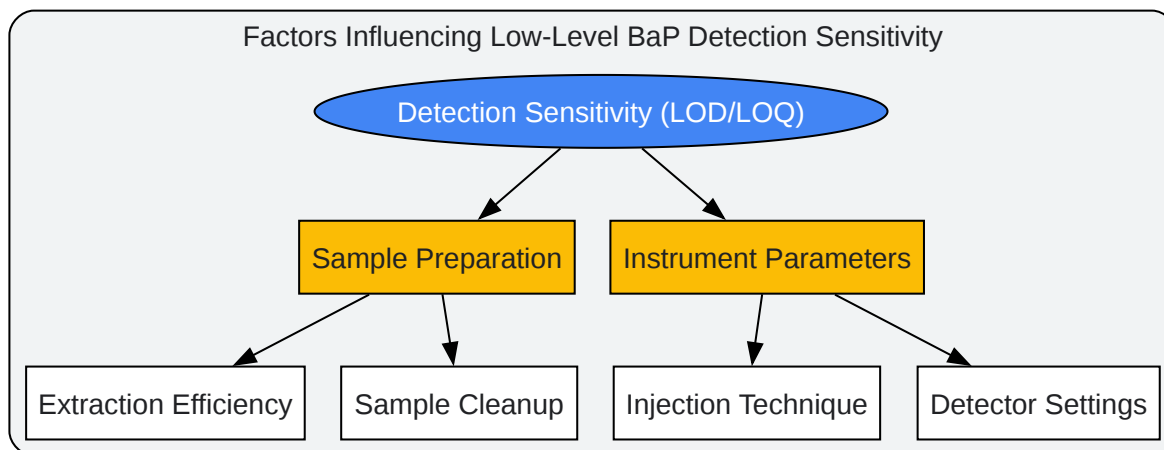 Factors Influencing Low-Level BaP Detection Sensitivity
Detection Sensitivity (LOD/LOQ)
Sample Preparation
Instrument Parameters
Extraction Efficiency
Sample Cleanup
Injection Technique
Detector Settings